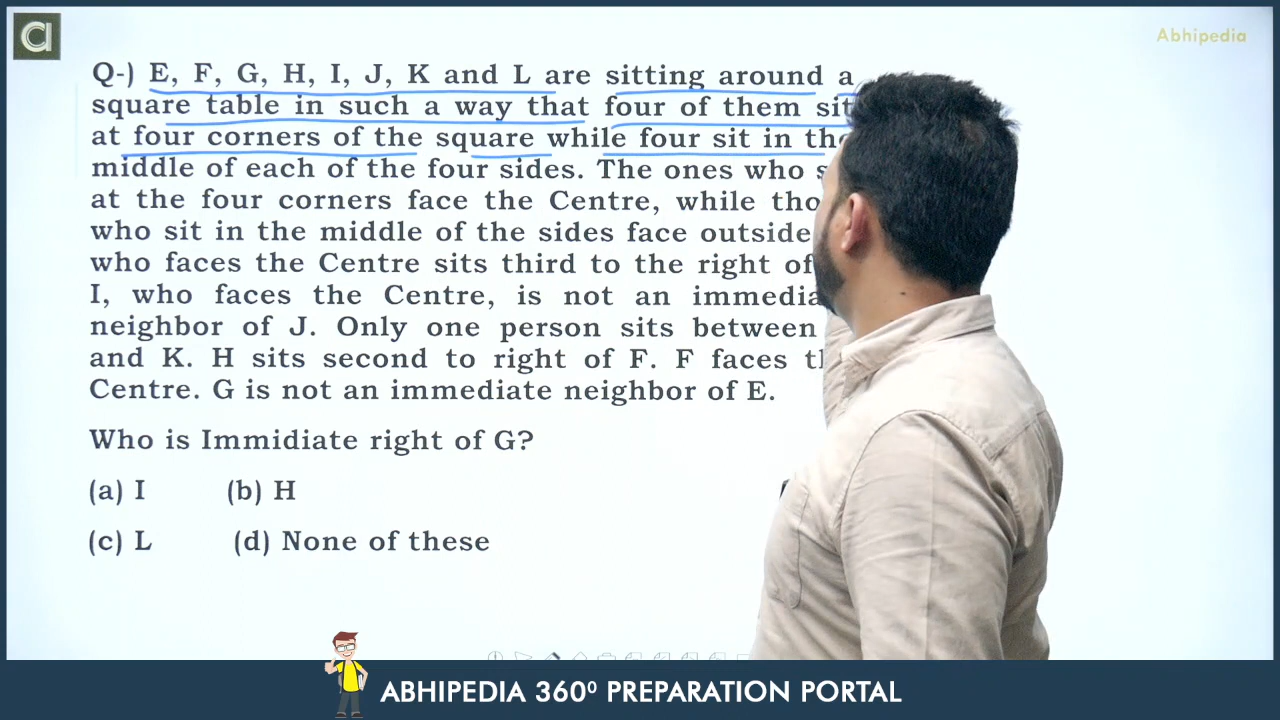 Abhipedia
Q-) E, F, G, H, I, J, K and L are sitting around a
square table in such a way that four of them sit
at four corners of the square while four sit in the
middle of each of the four sides. The ones who
at the four corners face the Centre, while
who sit in the middle of the sides face outside
who faces the Centre sits third to the right of
I, who faces the Centre, is not an
neighbor of J. Only one person sits between
and K. H sits second to right of F. F faces
Centre. G is not an immediate neighbor of E.
Who is Immidiate right of G?
(a) I (b) H
(c) L (d) None of these
ABHIPEDIA 360⁰ PREPARATION PORTAL